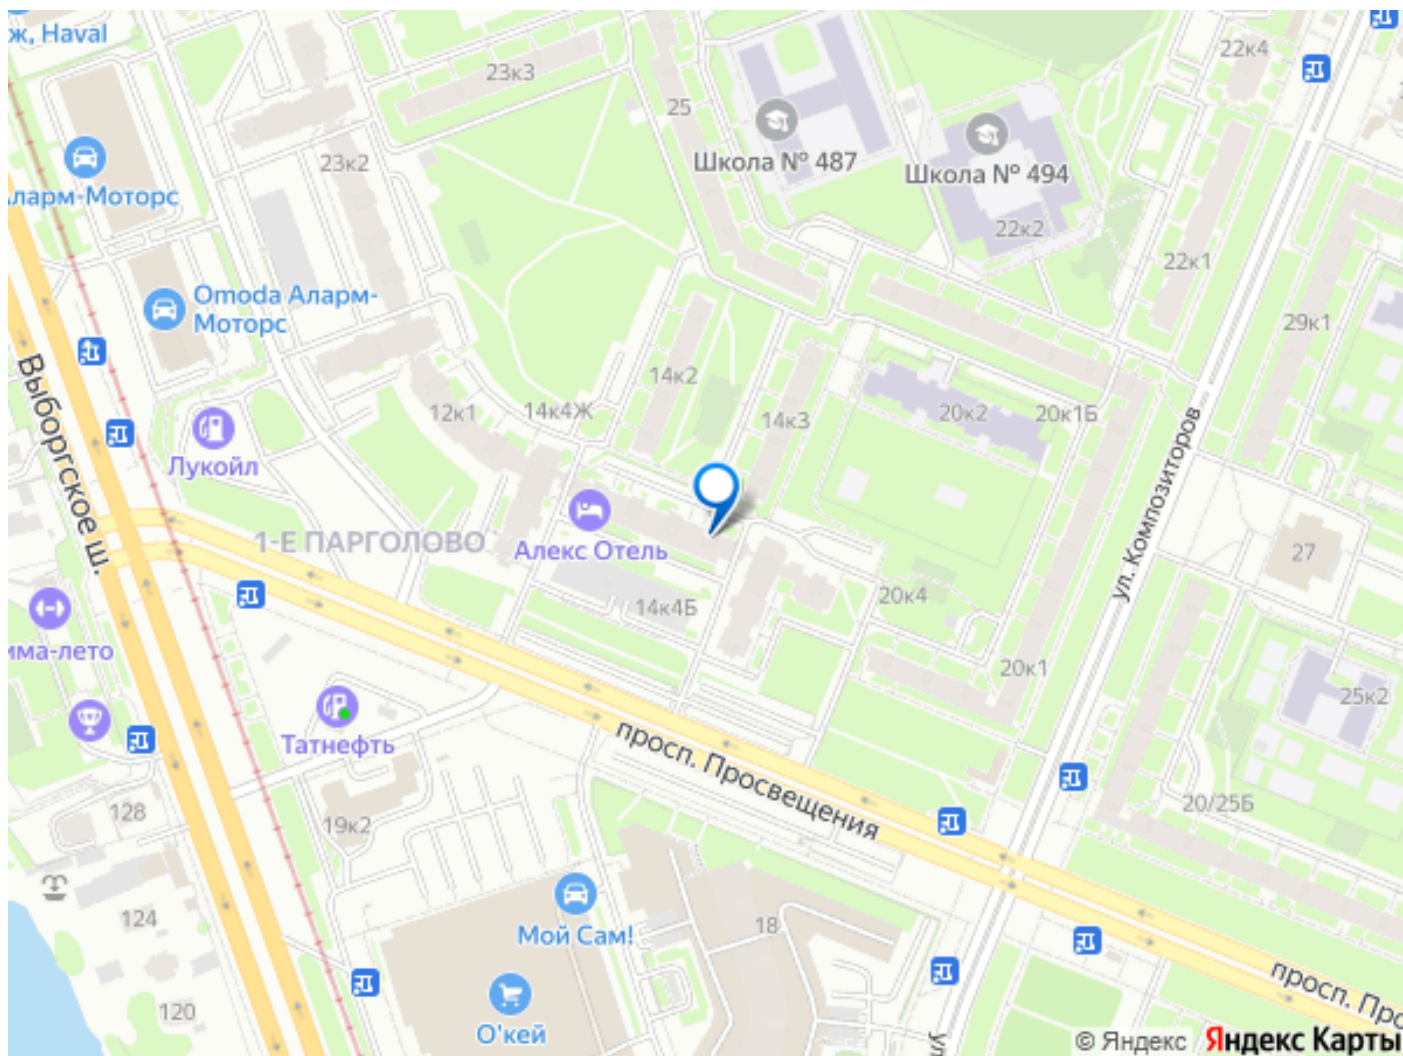 ж, Haval
22к4
23к3
25
23к2
Школа № 487
Школа № 494
Аларм-Моторс
22к2
22к1
Omoda Аларм-
Моторс
29к1
Выборгское ш.
14к2
12к1
14к4Ж
14к3
20к2
20к1Б
ул. Композиторов
Лукойл
1-Е ПАРГОЛОВО
Алекс Отель
27
14к4Б
20к4
има-лето
20к1
25к2
Татнефть
просп. Просвещения
128
19к2
20/25Б
124
Мой Сам!
18
просп. Про
120
О'кей
ул
© Яндекс Яндекс Карты